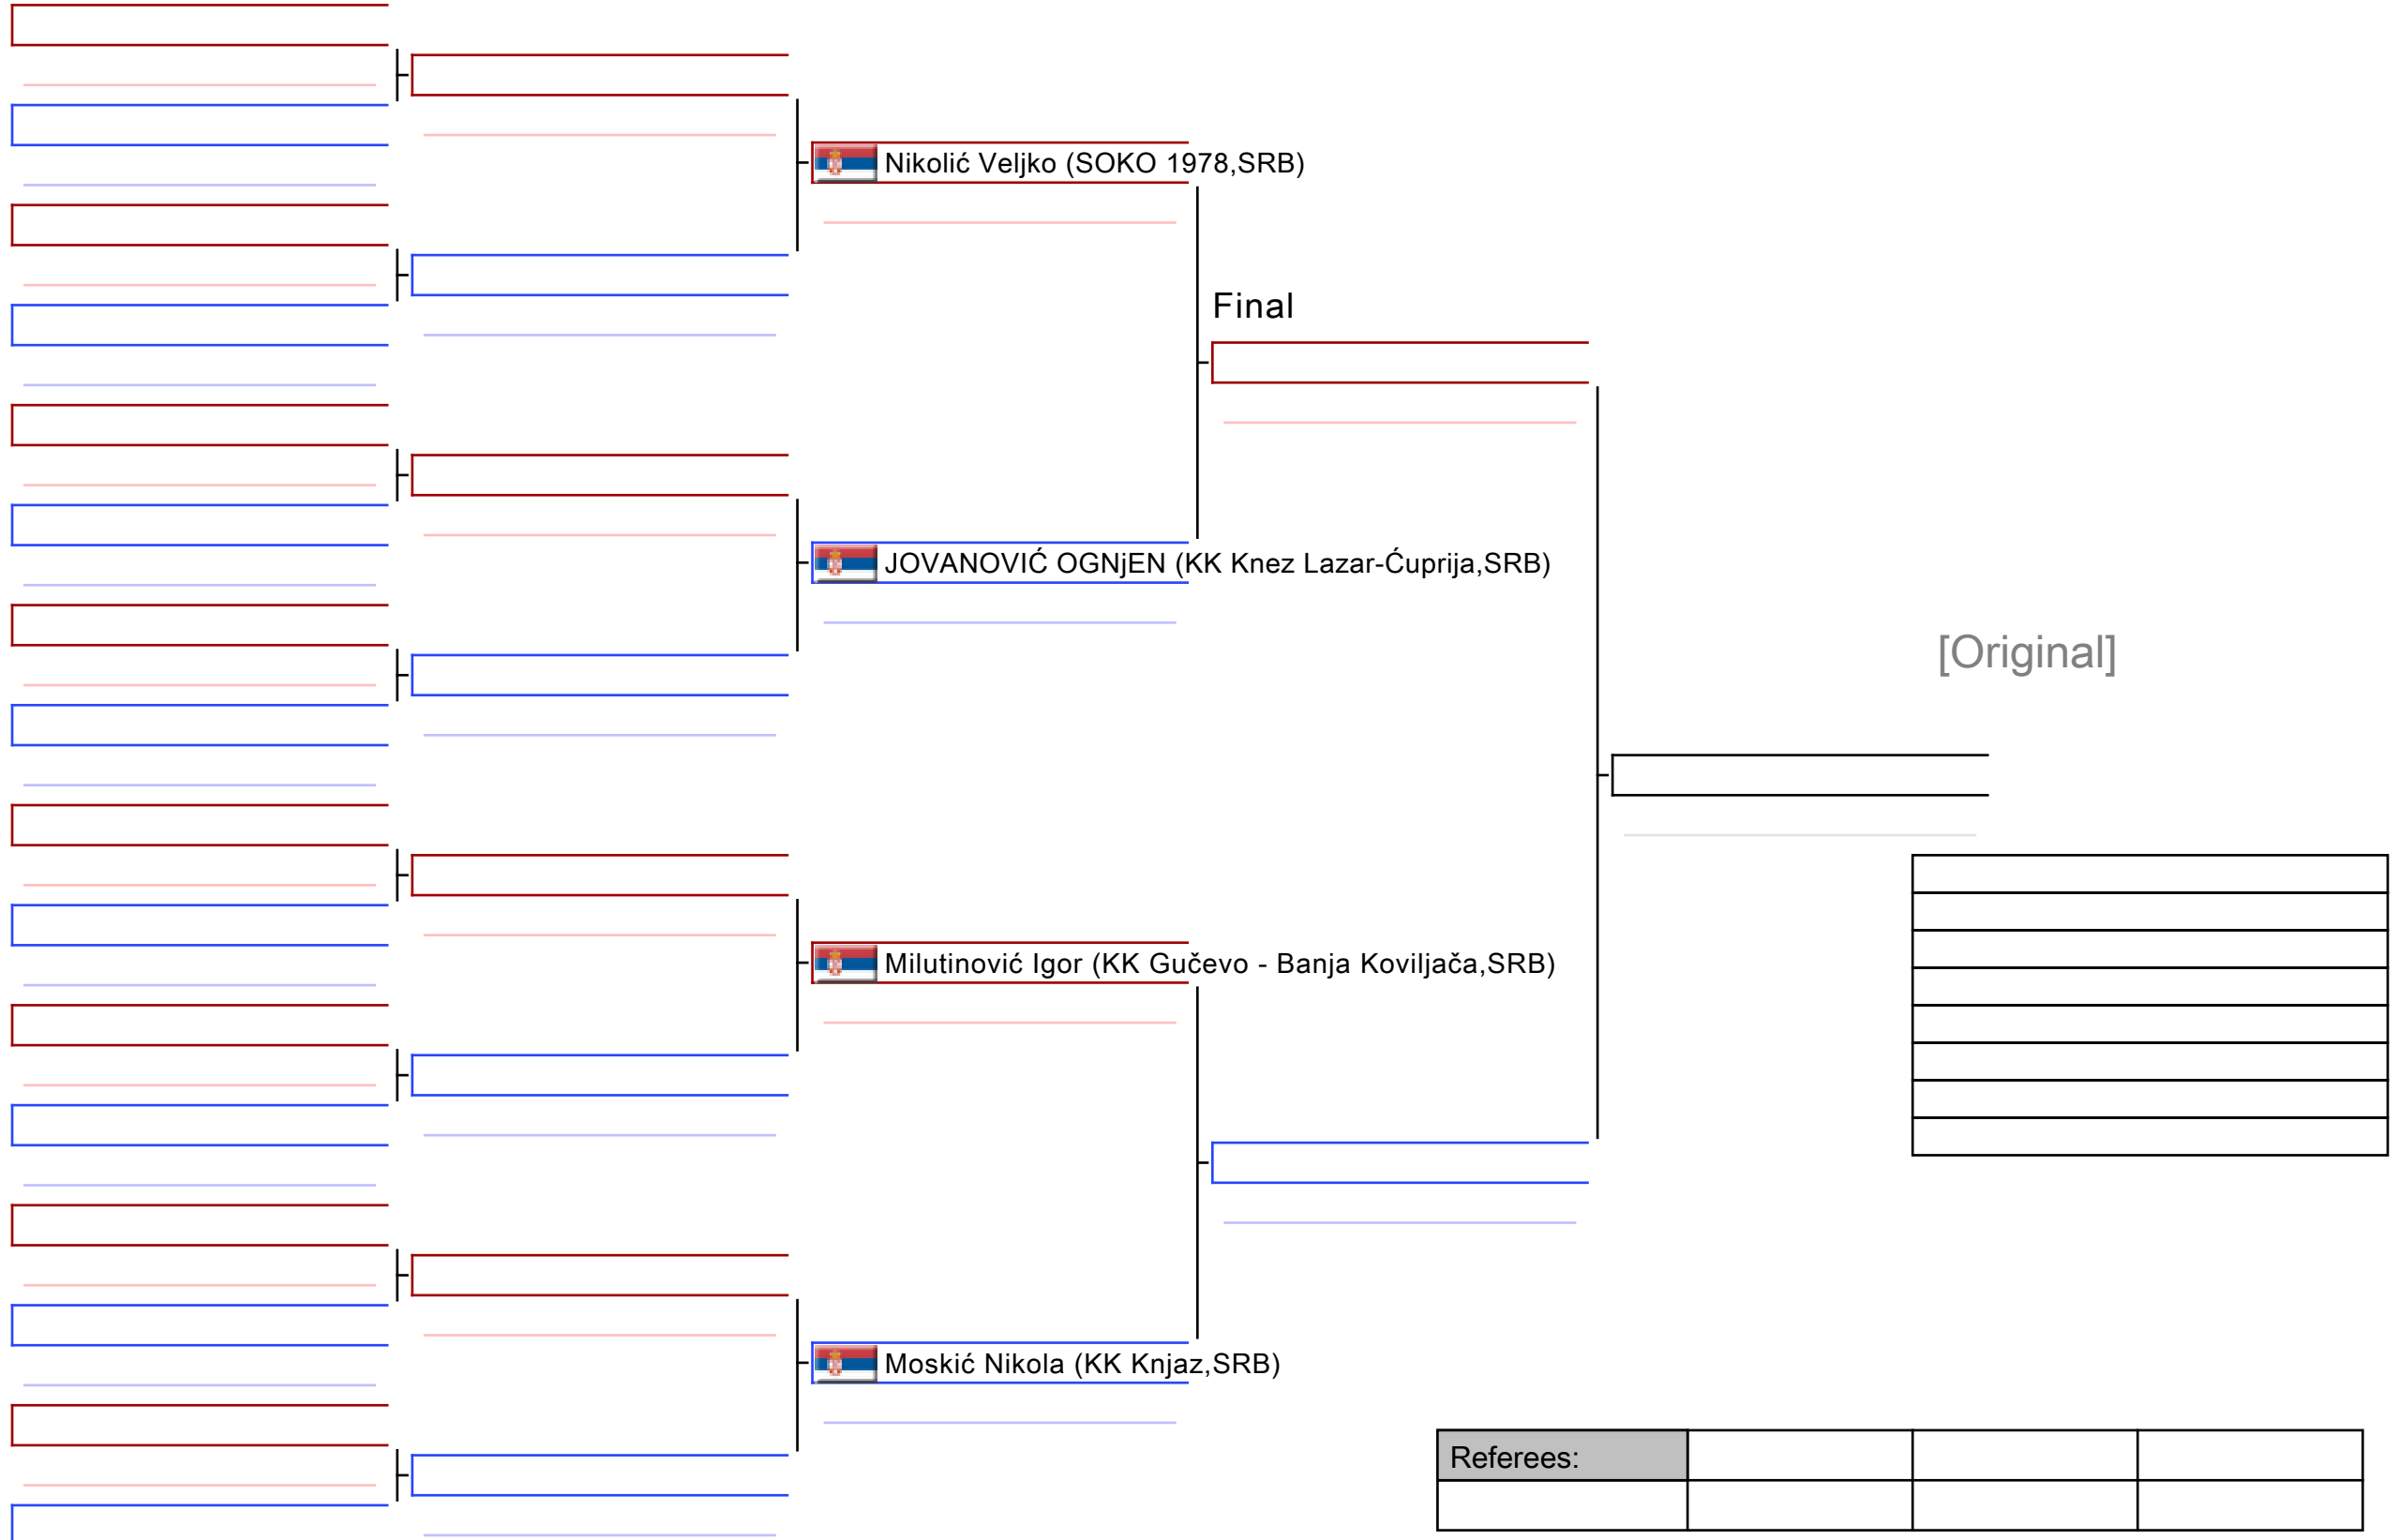 Nikolić Veljko (SOKO 1978,SRB)
Final
JOVANOVIĆ OGNjEN (KK Knez Lazar-Ćuprija,SRB)
[Original]
Milutinović Igor (KK Gučevo - Banja Koviljača,SRB)
Moskić Nikola (KK Knjaz,SRB)
Referees: